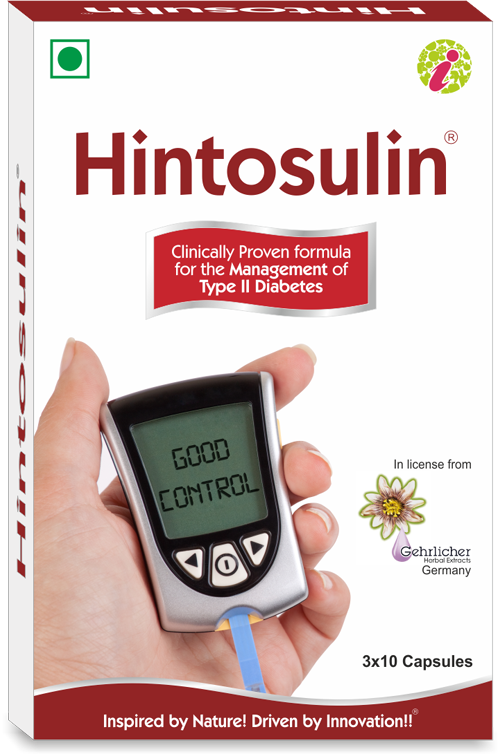 Hintosulin
i
Hintosulin®
Hintosulin®
Clinically Proven formula
for the Management of
Type II Diabetes
GOOD
CONTROL
In license from
Gehrlicher
Herbal Extracts
Germany
3x10 Capsules
Inspired by Nature! Driven by Innovation!!®